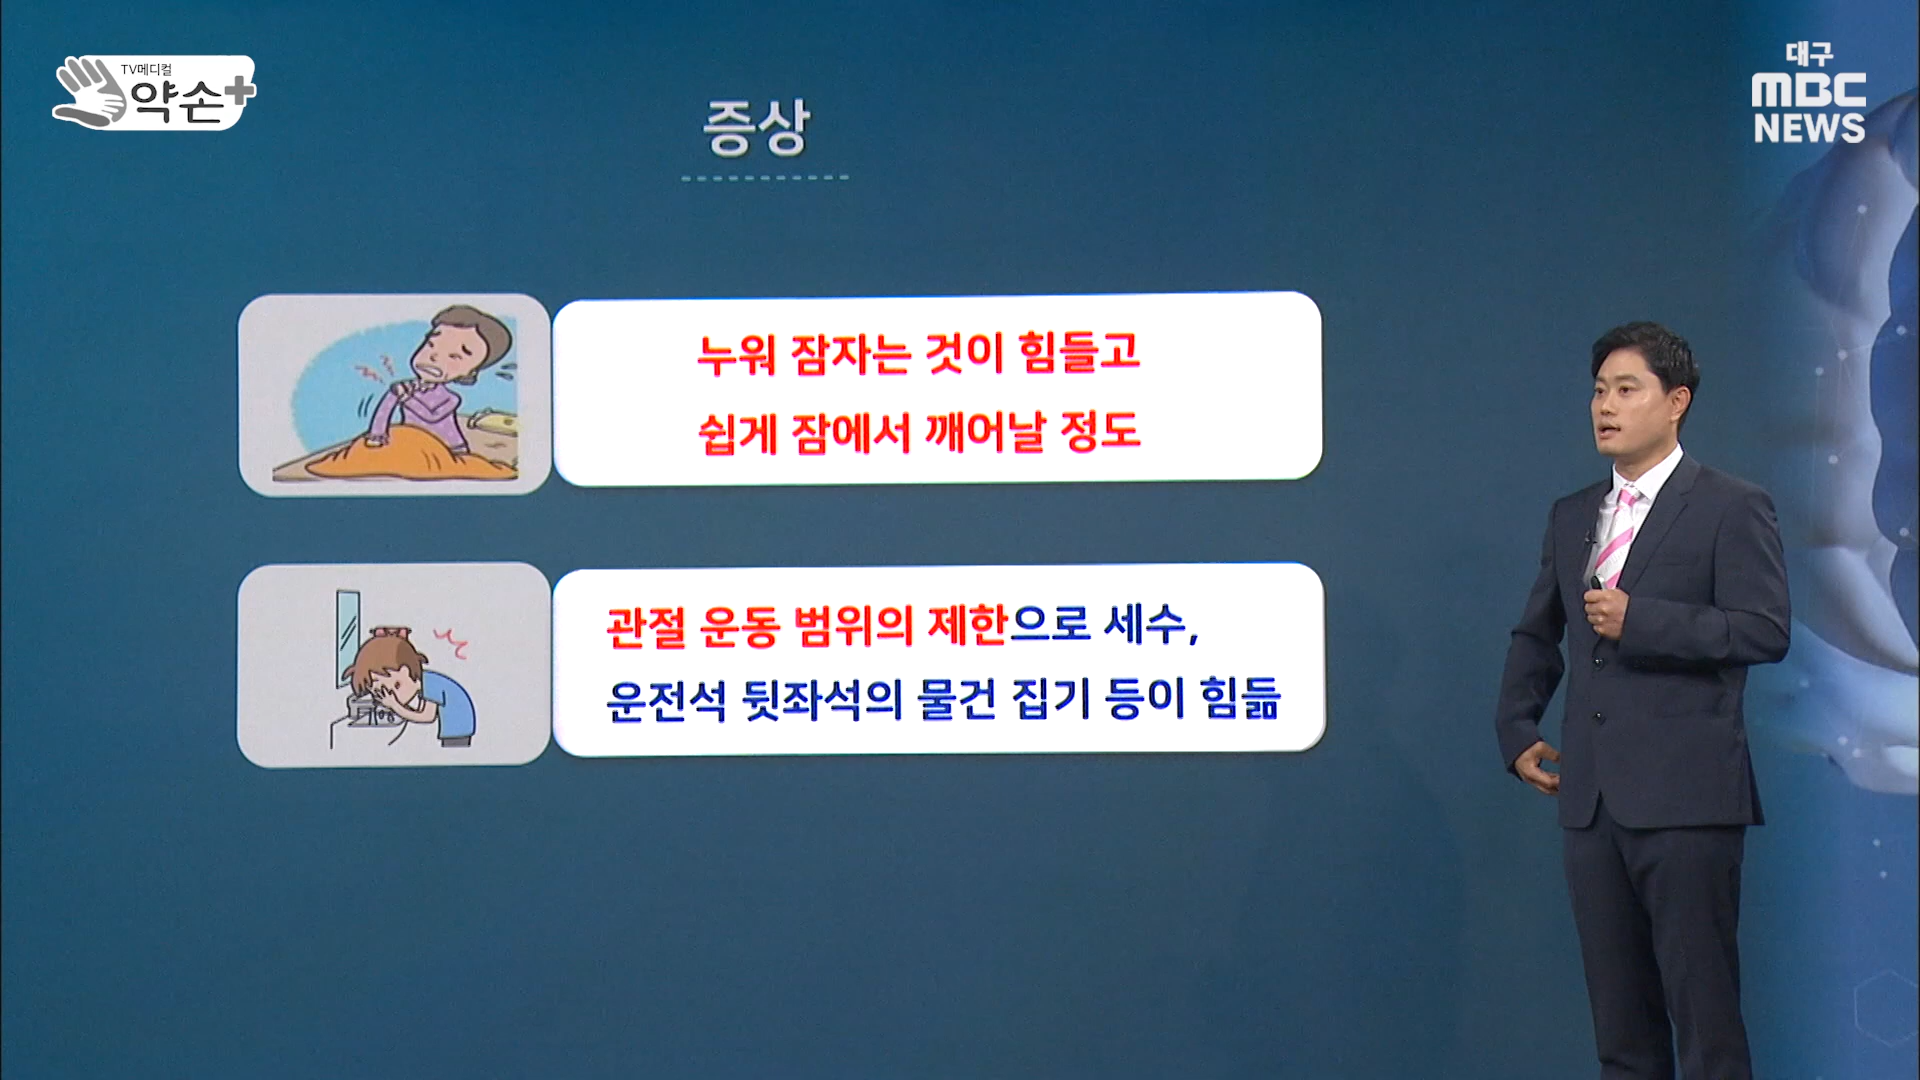 TV메디컬
약손+
대구
MBC
NEWS
증상
누워 잠자는 것이 힘들고
쉽게 잠에서 깨어날 정도
관절 운동 범위의 제한으로 세수,
운전석 뒷좌석의 물건 집기 등이 힘듦